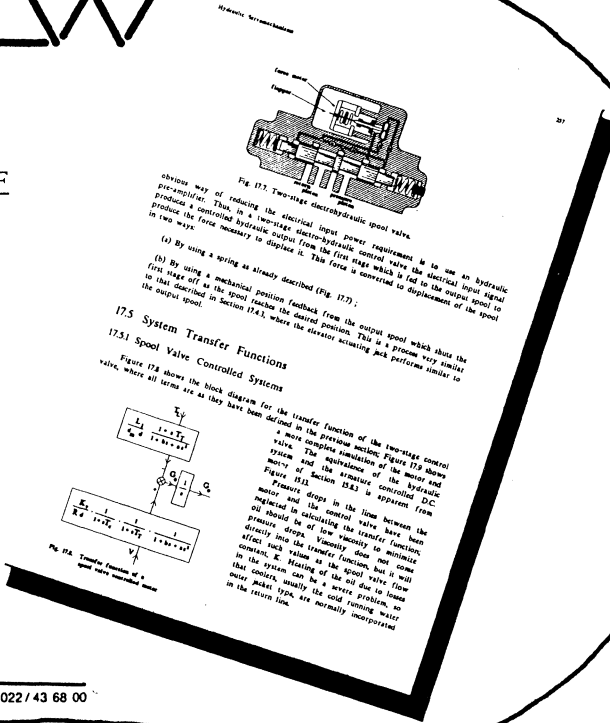 W
E
Hydraulic Servomechanisms
237
force motor
flapper
return
pressure
Fig. 17.7. Two-stage electrohydraulic spool valve.
obvious way of reducing the electrical input power requirement is to use an hydraulic
pre-amplifier. Thus, in a two-stage electro-hydraulic control valve the electrical input signal
produces a controlled hydraulic output from the first stage which is fed to the output spool to
produce the force necessary to displace it. This force is converted to displacement of the spool
in two ways:
(a) By using a spring as already described (Fig. 17.7) ;
(b) By using a mechanical position feedback from the output spool which shuts the
first stage off as the spool reaches the desired position. This is a process very similar
to that described in Section 17.4.1, where the elevator actuating jack performs similar to
the output spool.
17.5 System Transfer Functions
17.5.1 Spool Valve Controlled Systems
Figure 17.8 shows the block diagram for the transfer function of the two-stage control
valve, where all terms are as they have been defined in the previous section; Figure 17.9 shows
a more complete simulation of the motor and
valve. The equivalence of the hydraulic
system and the armature controlled D.C.
motor of Section 15.8.3 is apparent from
Figure 15.13.
Pressure drops in the lines between the
motor and the control valve have been
neglected in calculating the transfer function;
oil should be of low viscosity to minimize
pressure drops. Viscosity does not come
directly into the transfer function, but it will
affect such values as the spool valve flow
constant, K. Heating of the oil due to losses
in the system can be a severe problem, so
that coolers, usually the cold running water
outer jacket type, are normally incorporated
in the return line.
Fig. 17.8. Transfer function of a
spool valve controlled motor
022 / 43 68 00